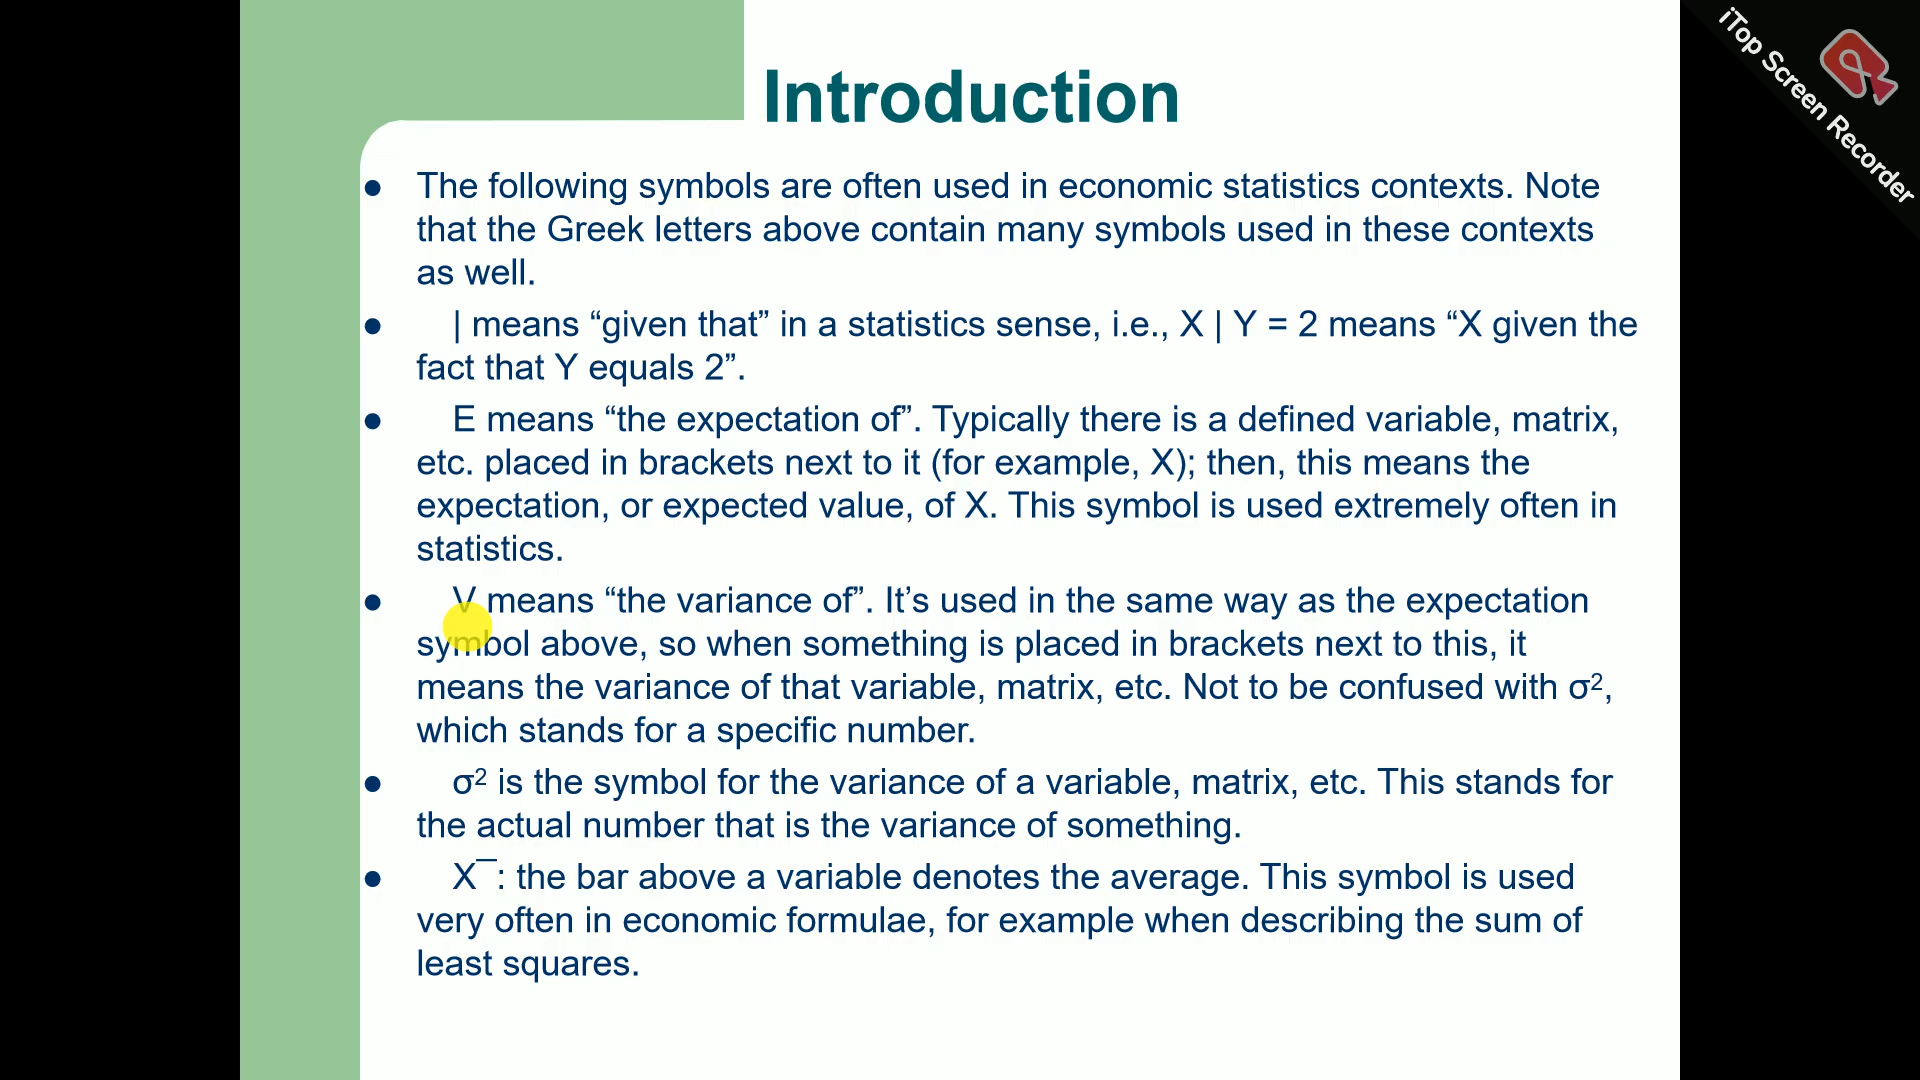 Introduction
iTop Screen Recorder
● The following symbols are often used in economic statistics contexts. Note
that the Greek letters above contain many symbols used in these contexts
as well.
● | means “given that” in a statistics sense, i.e., X | Y = 2 means “X given the
fact that Y equals 2”.
● E means “the expectation of”. Typically there is a defined variable, matrix,
etc. placed in brackets next to it (for example, X); then, this means the
expectation, or expected value, of X. This symbol is used extremely often in
statistics.
● V means “the variance of”. It’s used in the same way as the expectation
symbol above, so when something is placed in brackets next to this, it
means the variance of that variable, matrix, etc. Not to be confused with σ²,
which stands for a specific number.
● σ² is the symbol for the variance of a variable, matrix, etc. This stands for
the actual number that is the variance of something.
● X¯: the bar above a variable denotes the average. This symbol is used
very often in economic formulae, for example when describing the sum of
least squares.